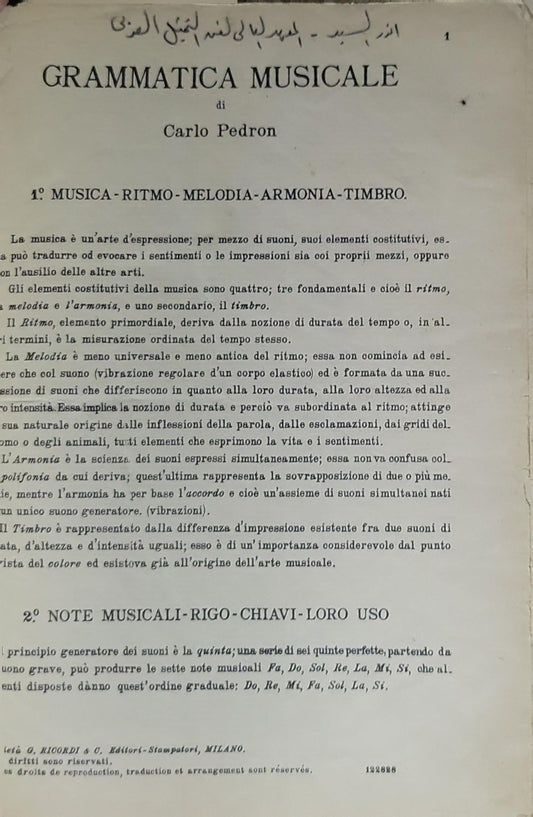 السيد - المعهد العالي لفن التمثيل العربي
1
GRAMMATICA MUSICALE
di
Carlo Pedron
1º MUSICA-RITMO-MELODIA-ARMONIA-TIMBRO.
La musica è un'arte d'espressione; per mezzo di suoni, suoi elementi costitutivi, es-
a può tradurre od evocare i sentimenti o le impressioni sia coi proprii mezzi, oppure
on l'ausilio delle altre arti.
Gli elementi costitutivi della musica sono quattro; tre fondamentali e cioè il ritmo,
a melodia e l'armonia, e uno secondario, il timbro.
Il Ritmo, elemento primordiale, deriva dalla nozione di durata del tempo o, in al-
ri termini, è la misurazione ordinata del tempo stesso.
La Melodia è meno universale e meno antica del ritmo; essa non comincia ad esi-
ere che col suono (vibrazione regolare d'un corpo elastico) ed è formata da una suc-
ssione di suoni che differiscono in quanto alla loro durata, alla loro altezza ed alla
ro intensità. Essa implica la nozione di durata e perciò va subordinata al ritmo; attinge
sua naturale origine dalle inflessioni della parola, dalle esclamazioni, dai gridi del-
omo o degli animali, tutti elementi che esprimono la vita e i sentimenti.
L'Armonia è la scienza dei suoni espressi simultaneamente; essa non va confusa col-
polifonia da cui deriva; quest'ultima rappresenta la sovrapposizione di due o più me-
ie, mentre l'armonia ha per base l'accordo e cioè un'assieme di suoni simultanei nati
un unico suono generatore. (vibrazioni).
Il Timbro è rappresentato dalla differenza d'impressione esistente fra due suoni di
ata, d'altezza e d'intensità uguali; esso è di un'importanza considerevole dal punto
vista del colore ed esistova già all'origine dell'arte musicale.
2º NOTE MUSICALI-RIGO-CHIAVI-LORO USO
l principio generatore dei suoni è la quinta; una serie di sei quinte perfette, partendo da
uono grave, può produrre le sette note musicali Fa, Do, Sol, Re, La, Mi, Si, che al-
enti disposte dànno quest'ordine graduale: Do, Re, Mi, Fa, Sol, La, Si.
ietà G. RICORDI & C. Editori-Stampatori, MILANO.
diritti sono riservati.
os droits de reproduction, traduction et arrangement sont réservés.
122828